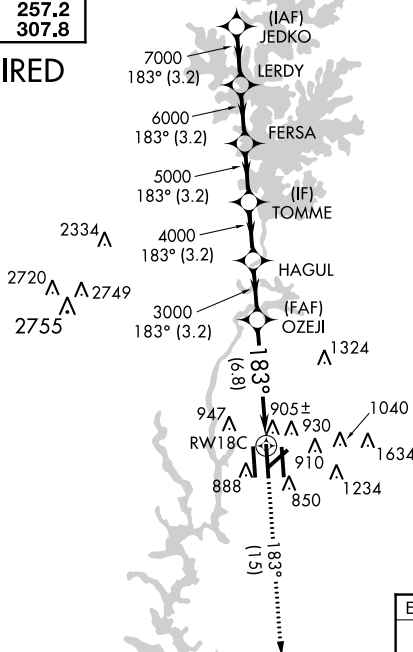 257.2
307.8
IRED
(IAF)
JEDKO
7000
183° (3.2)
LERDY
6000
183° (3.2)
FERSA
5000
183° (3.2)
(IF)
TOMME
2334
4000
183° (3.2)
HAGUL
2720
2749
2755
3000
183° (3.2)
(FAF)
OZEJI
183°
(6.8)
1324
947
905±
930
1040
RW18C
910
1634
888
850
1234
183°
(15)
E